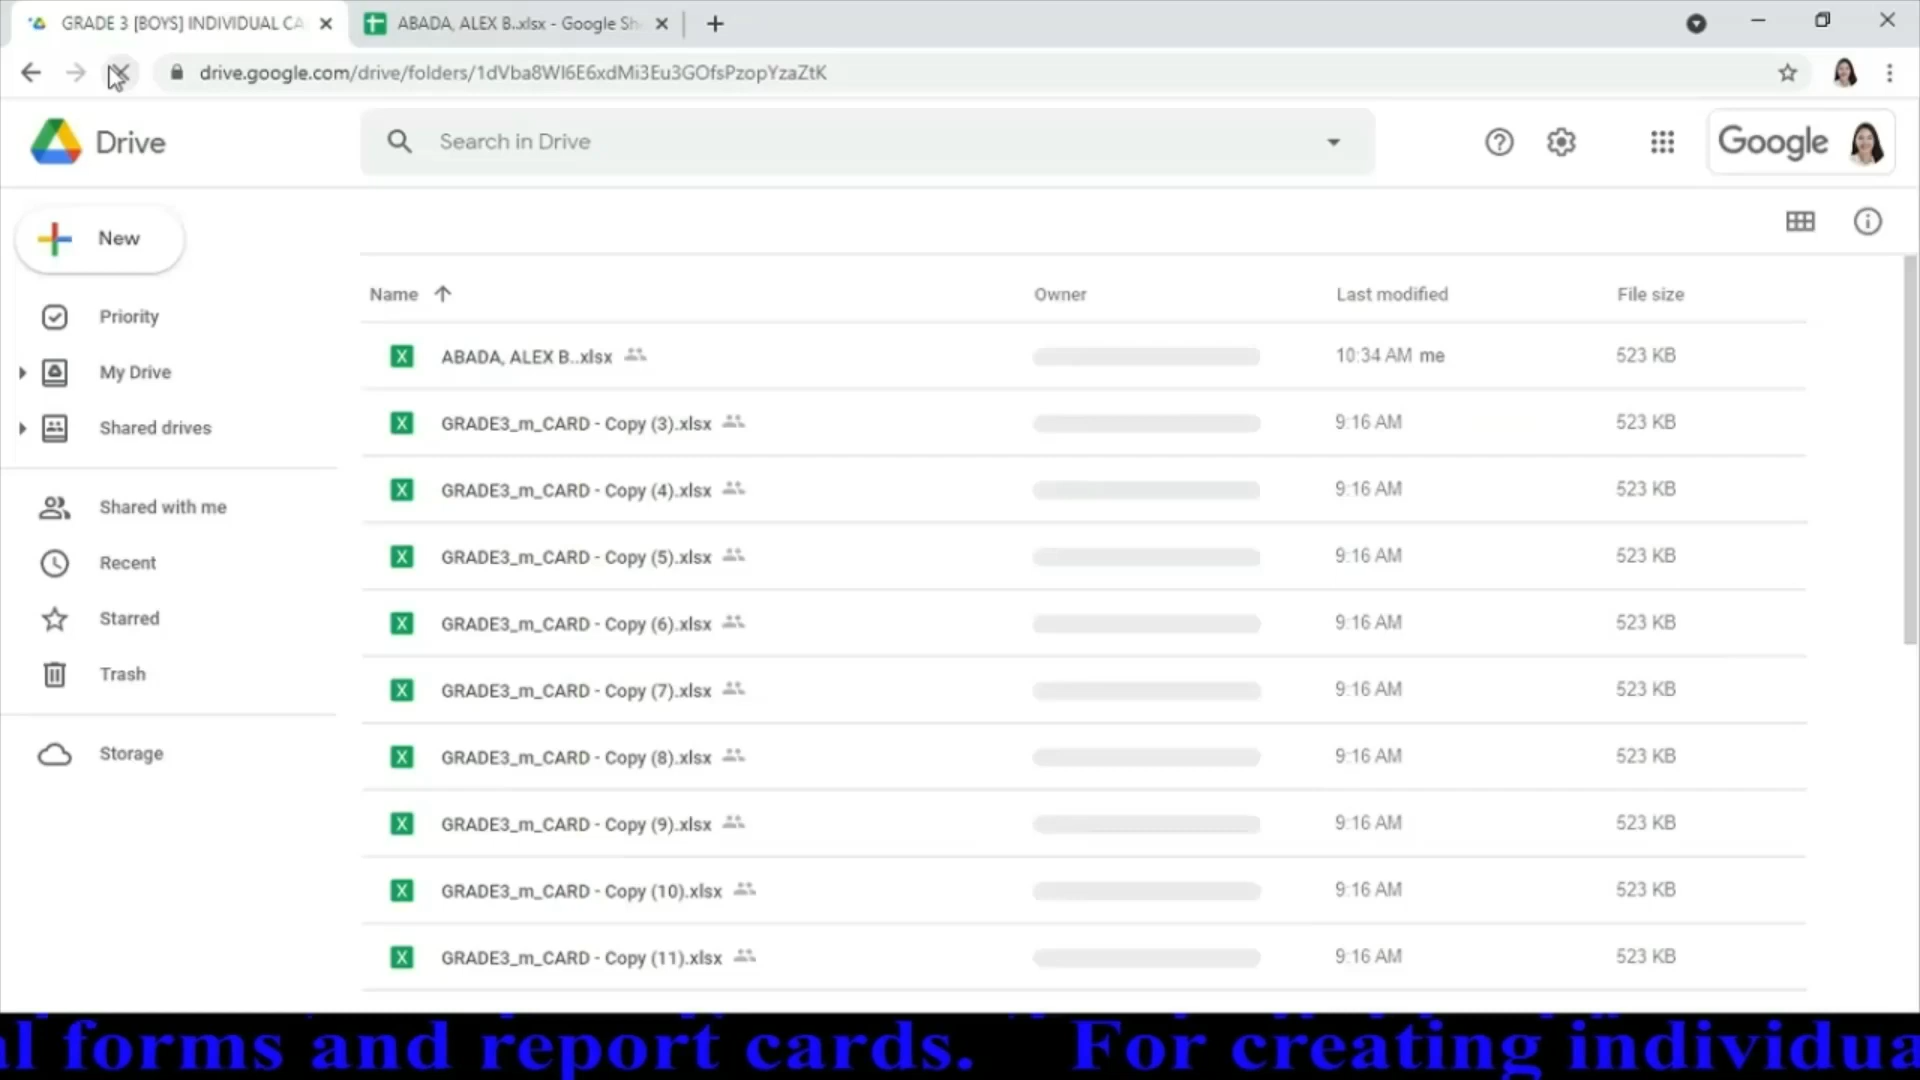 GRADE 3 [BOYS] INDIVIDUAL CA
ABADA, ALEX B..xlsx - Google Sh
drive.google.com/drive/folders/1dVba8WI6E6xdMi3Eu3GOfsPzopYzaZtK
Drive
Search in Drive
Google
New
Priority
My Drive
Shared drives
Shared with me
Recent
Starred
Trash
Storage
Name Owner Last modified File size
ABADA, ALEX B..xlsx 10:34 AM me 523 KB
GRADE3_m_CARD - Copy (3).xlsx 9:16 AM 523 KB
GRADE3_m_CARD - Copy (4).xlsx 9:16 AM 523 KB
GRADE3_m_CARD - Copy (5).xlsx 9:16 AM 523 KB
GRADE3_m_CARD - Copy (6).xlsx 9:16 AM 523 KB
GRADE3_m_CARD - Copy (7).xlsx 9:16 AM 523 KB
GRADE3_m_CARD - Copy (8).xlsx 9:16 AM 523 KB
GRADE3_m_CARD - Copy (9).xlsx 9:16 AM 523 KB
GRADE3_m_CARD - Copy (10).xlsx 9:16 AM 523 KB
GRADE3_m_CARD - Copy (11).xlsx 9:16 AM 523 KB
al forms and report cards. For creating individua